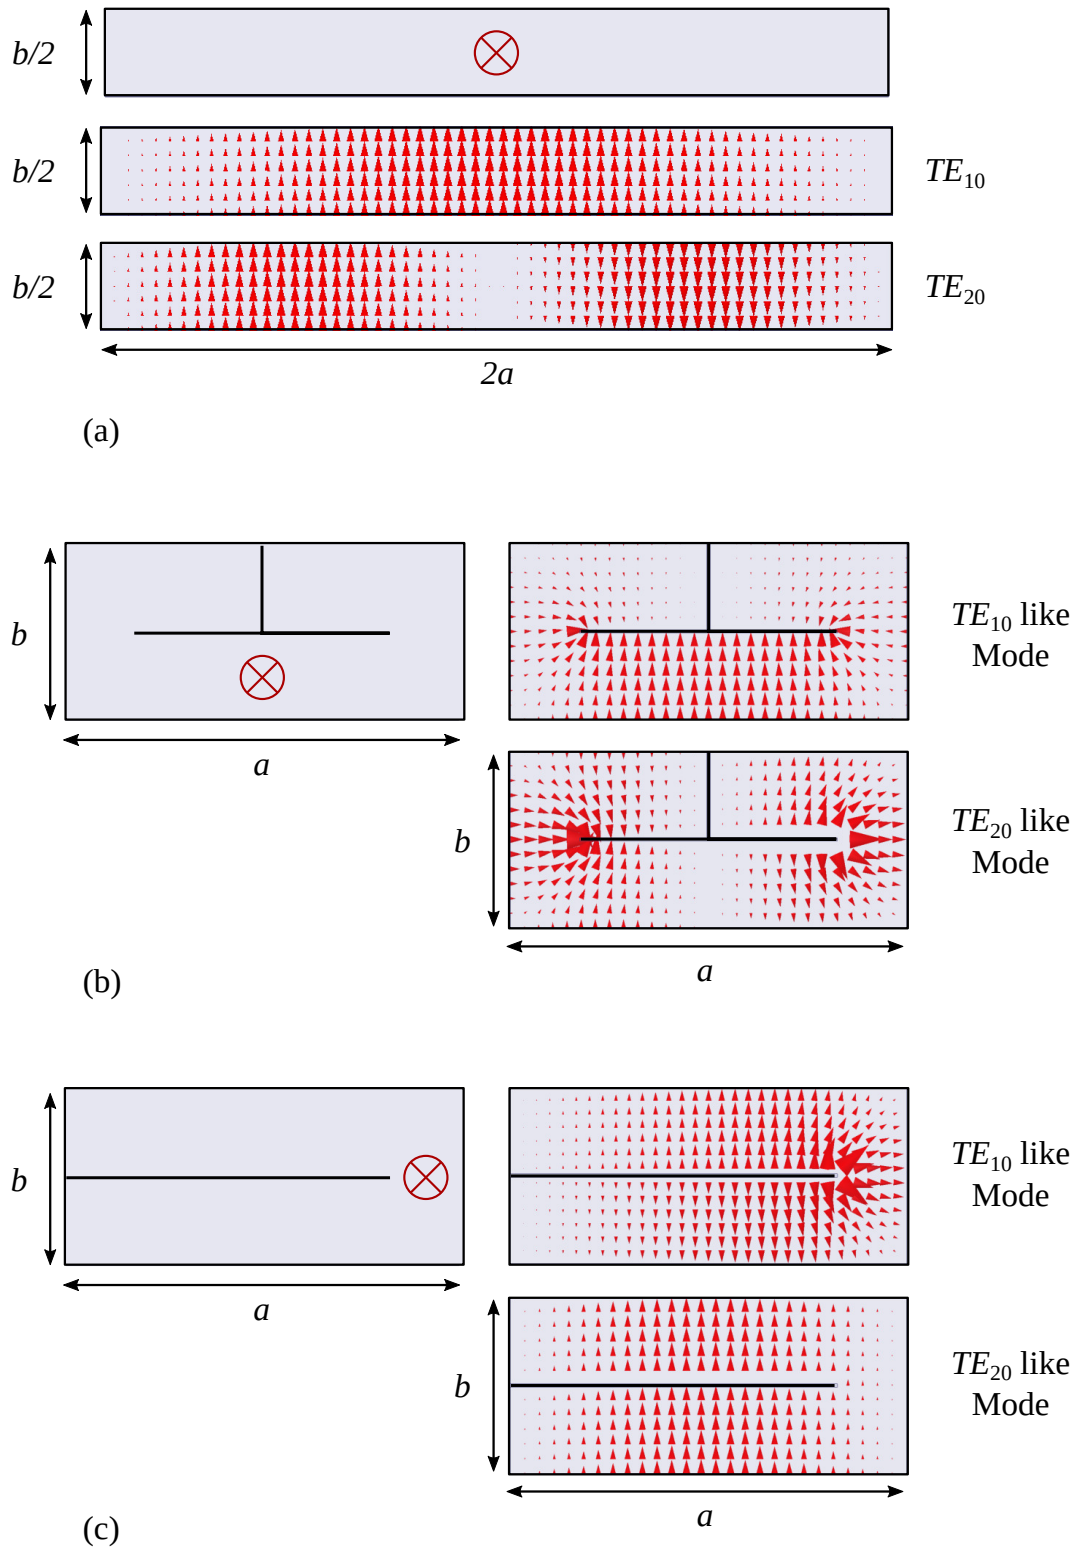 b/2
b/2
TE10
b/2
TE20
2a
(a)
b
TE10 like
Mode
a
b
TE20 like
Mode
a
(b)
b
TE10 like
Mode
a
b
TE20 like
Mode
a
(c)